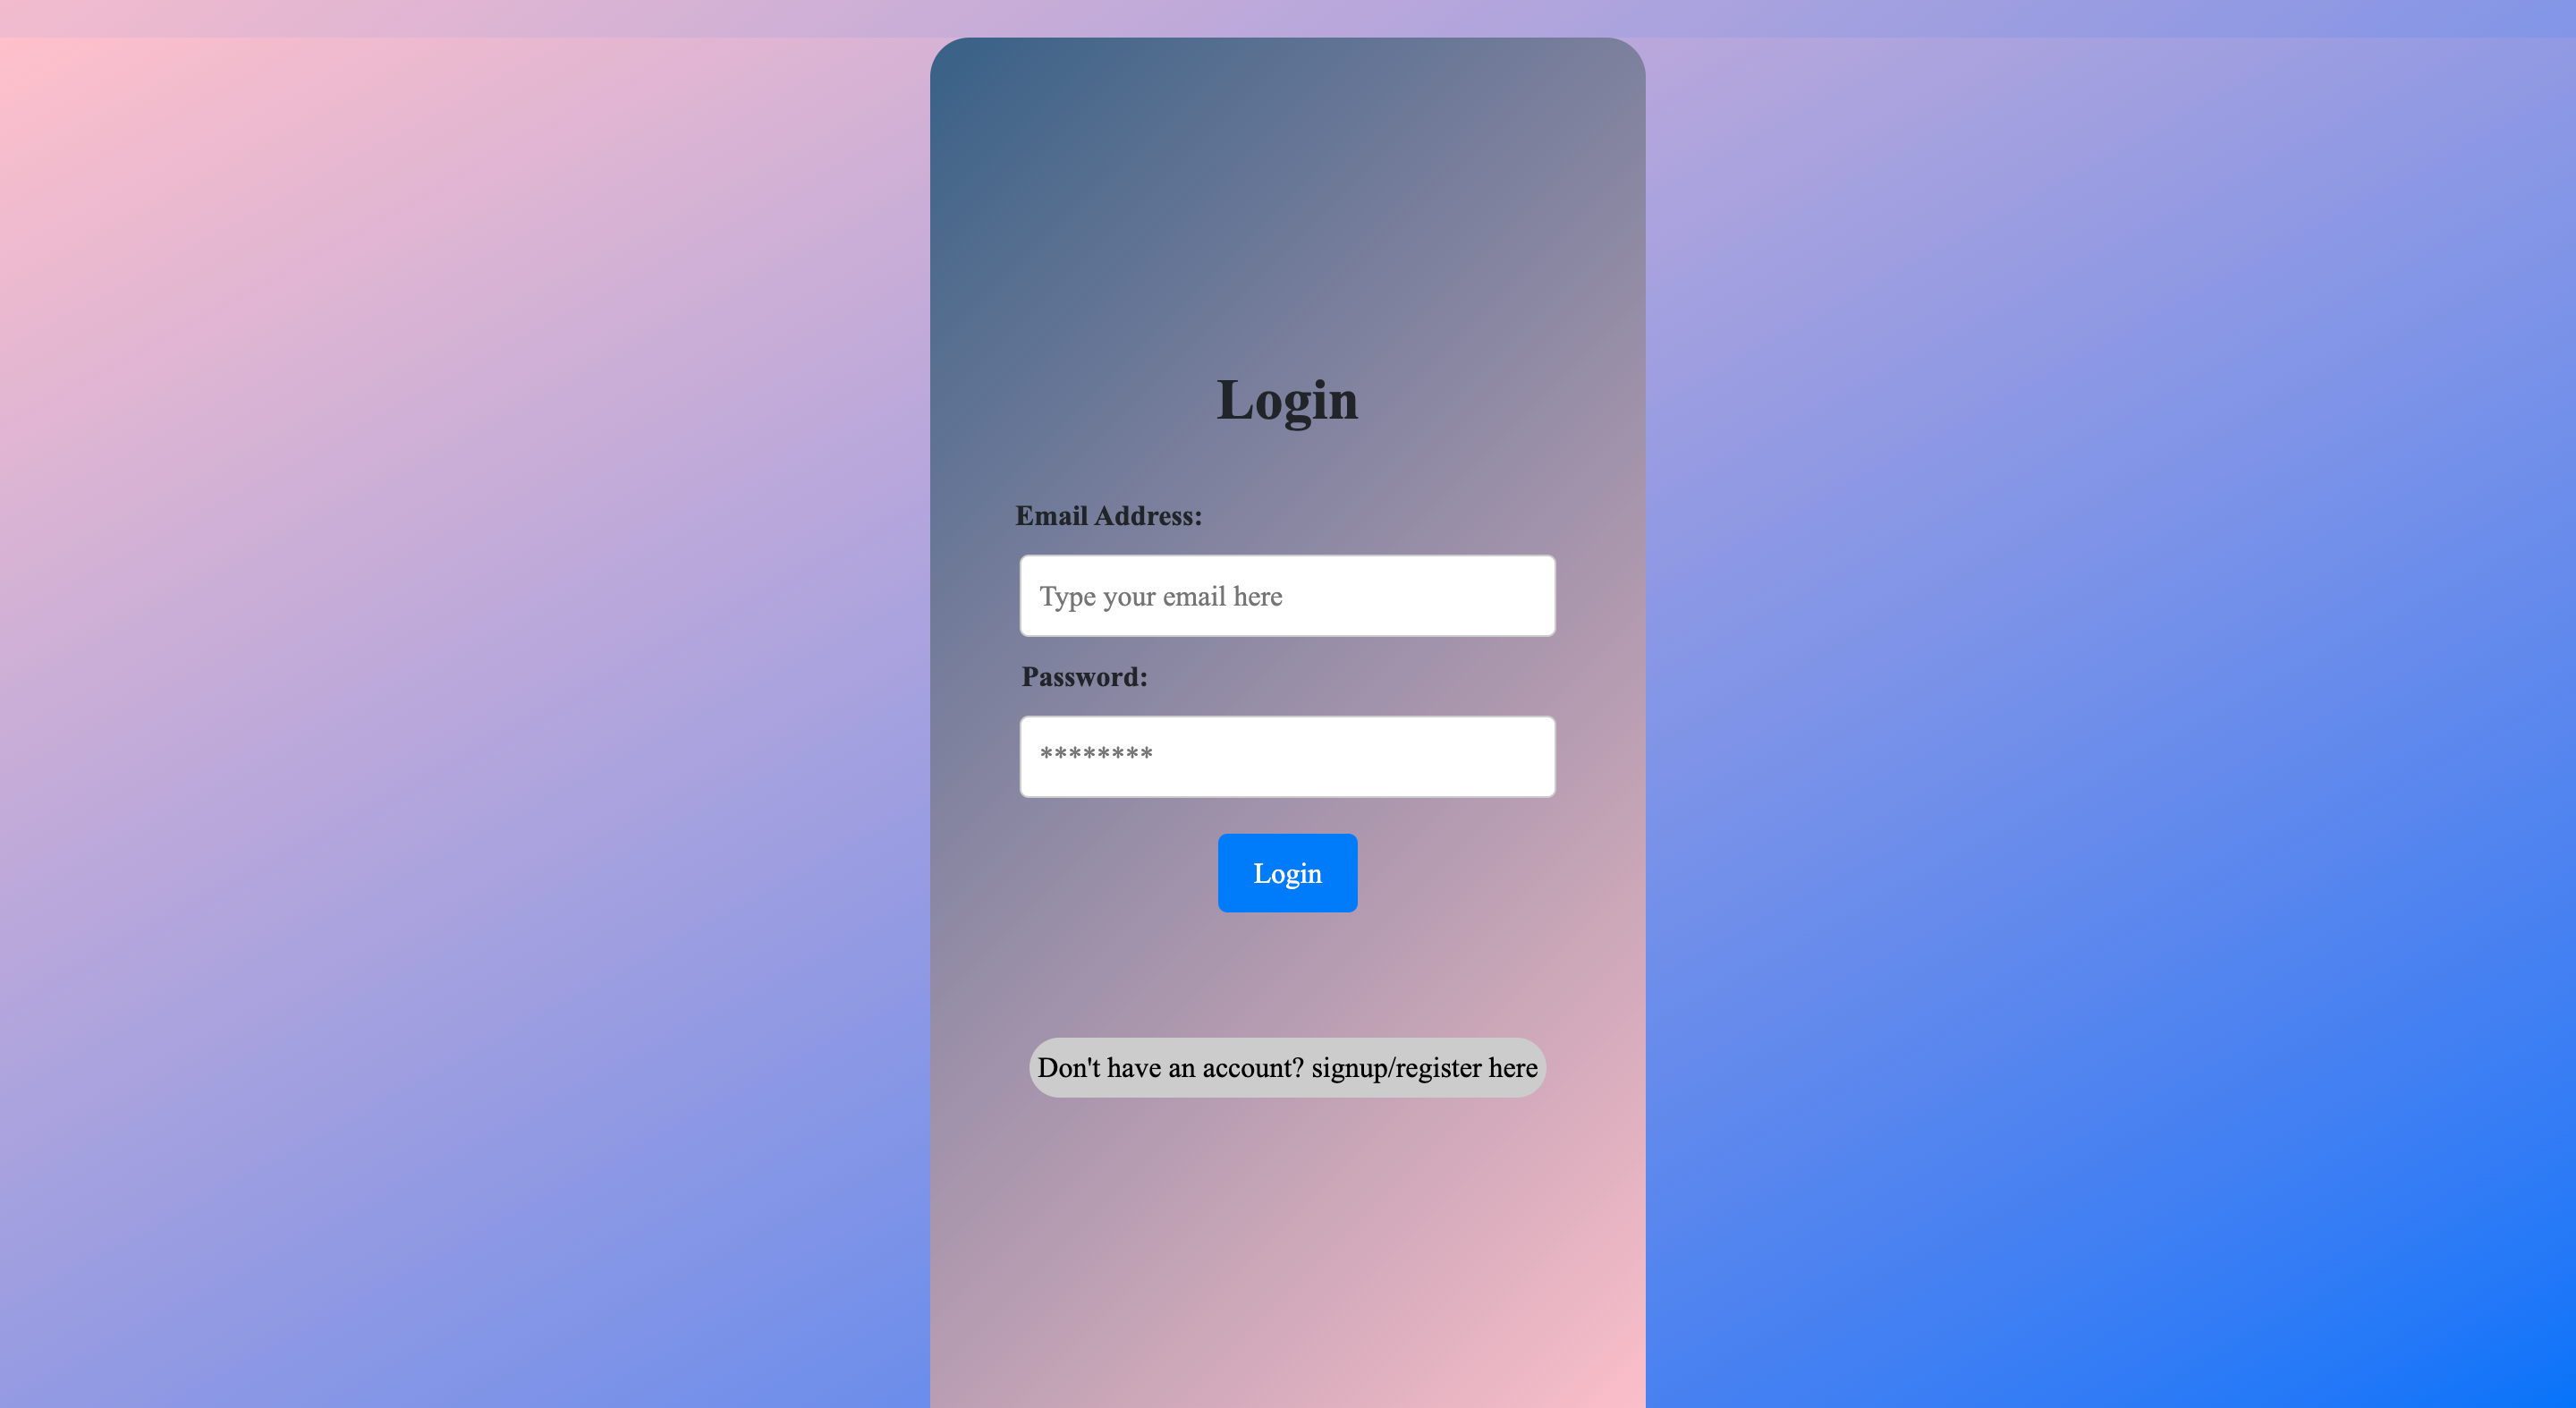 Login
Email Address:
Type your email here
Password:
********
Login
Don't have an account? signup/register here